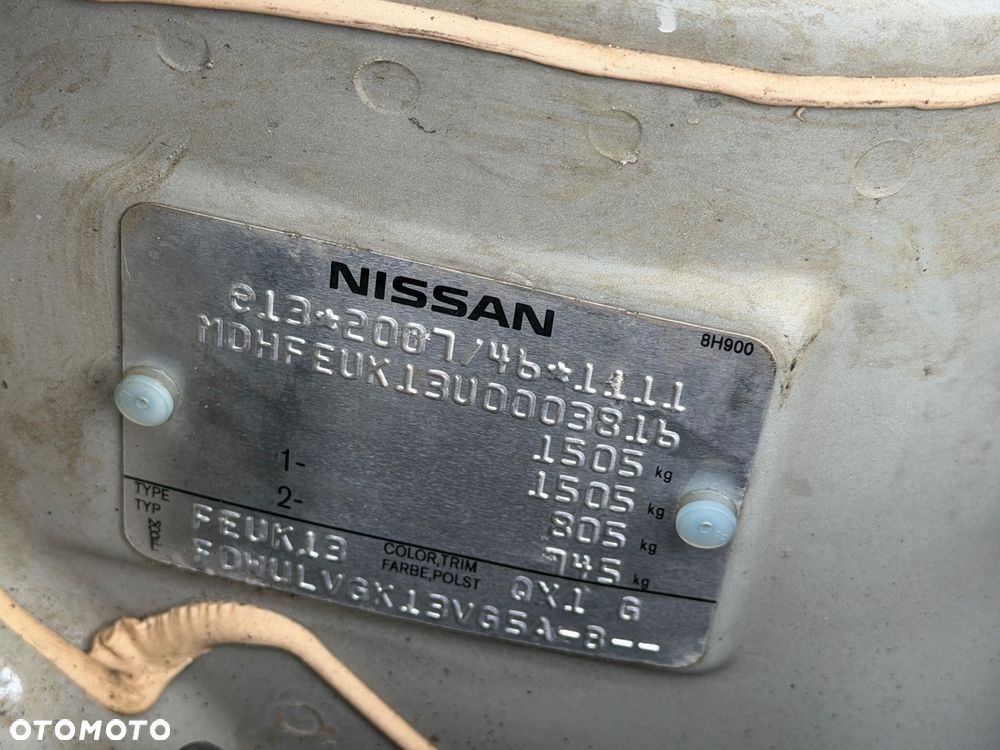 NISSAN
8H900
e13*2007/46*1111
MDHFEUK13U0003816
1505 kg
1505 kg
1- 805 kg
2- 745 kg
TYPE
TYP FEUK13 COLOR,TRIM
FARBE,POLST QX1 G
FDWULVGK13VG5A-B--
OTOMOTO